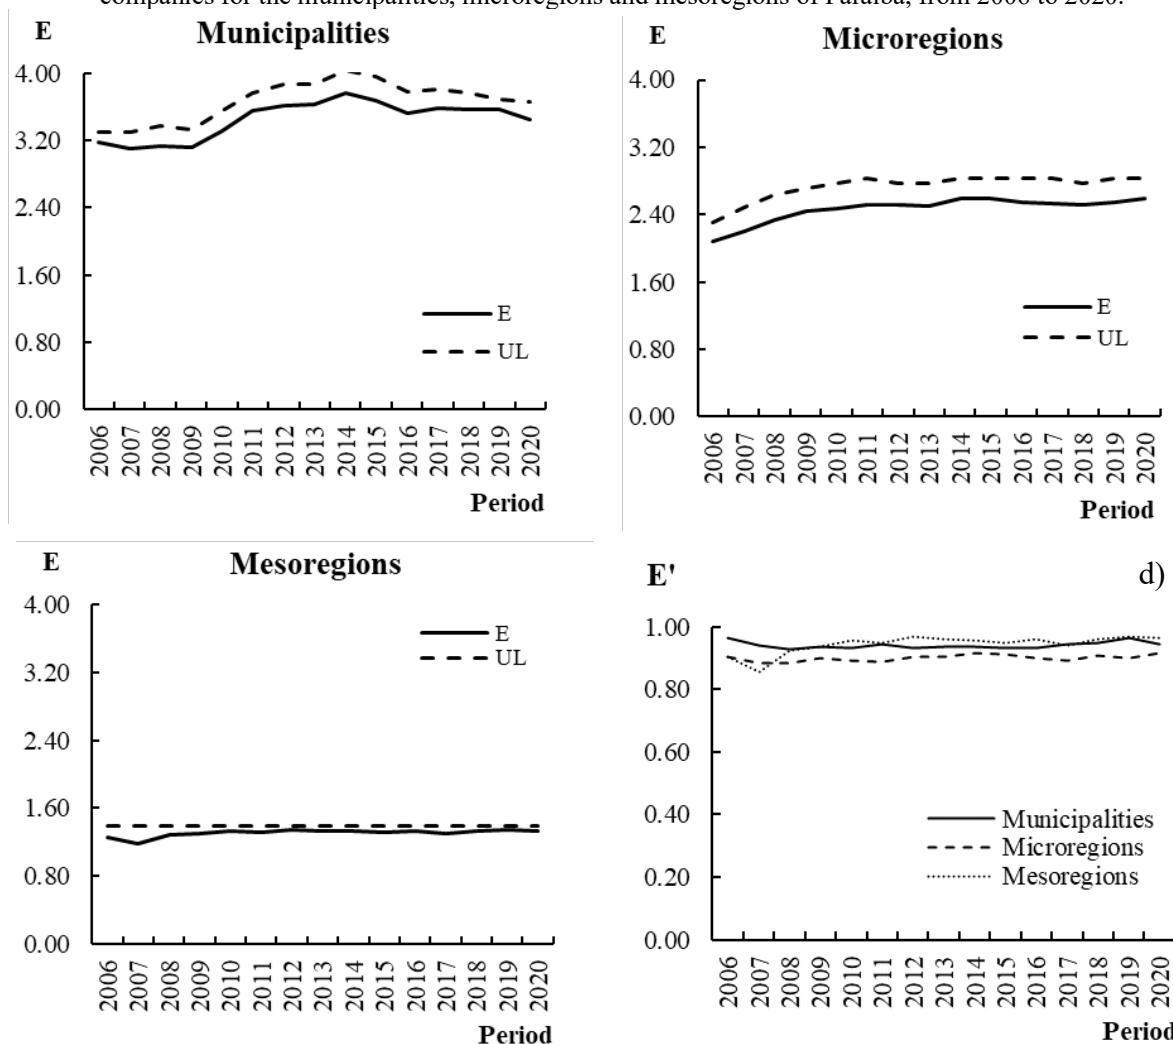 companies for the municipalities, microregions and mesoregions of Paraíba, from 2006 to 2020.
E
Municipalities
4.00
3.20
2.40
1.60
0.80
0.00
E
UL
2006 2007 2008 2009 2010 2011 2012 2013 2014 2015 2016 2017 2018 2019 2020
Period
E
Microregions
4.00
3.20
2.40
1.60
0.80
0.00
E
UL
2006 2007 2008 2009 2010 2011 2012 2013 2014 2015 2016 2017 2018 2019 2020
Period
E
Mesoregions
4.00
3.20
2.40
1.60
0.80
0.00
E
UL
2006 2007 2008 2009 2010 2011 2012 2013 2014 2015 2016 2017 2018 2019 2020
Period
E'
d)
1.00
0.80
0.60
0.40
0.20
0.00
Municipalities
Microregions
Mesoregions
2006 2007 2008 2009 2010 2011 2012 2013 2014 2015 2016 2017 2018 2019 2020
Period